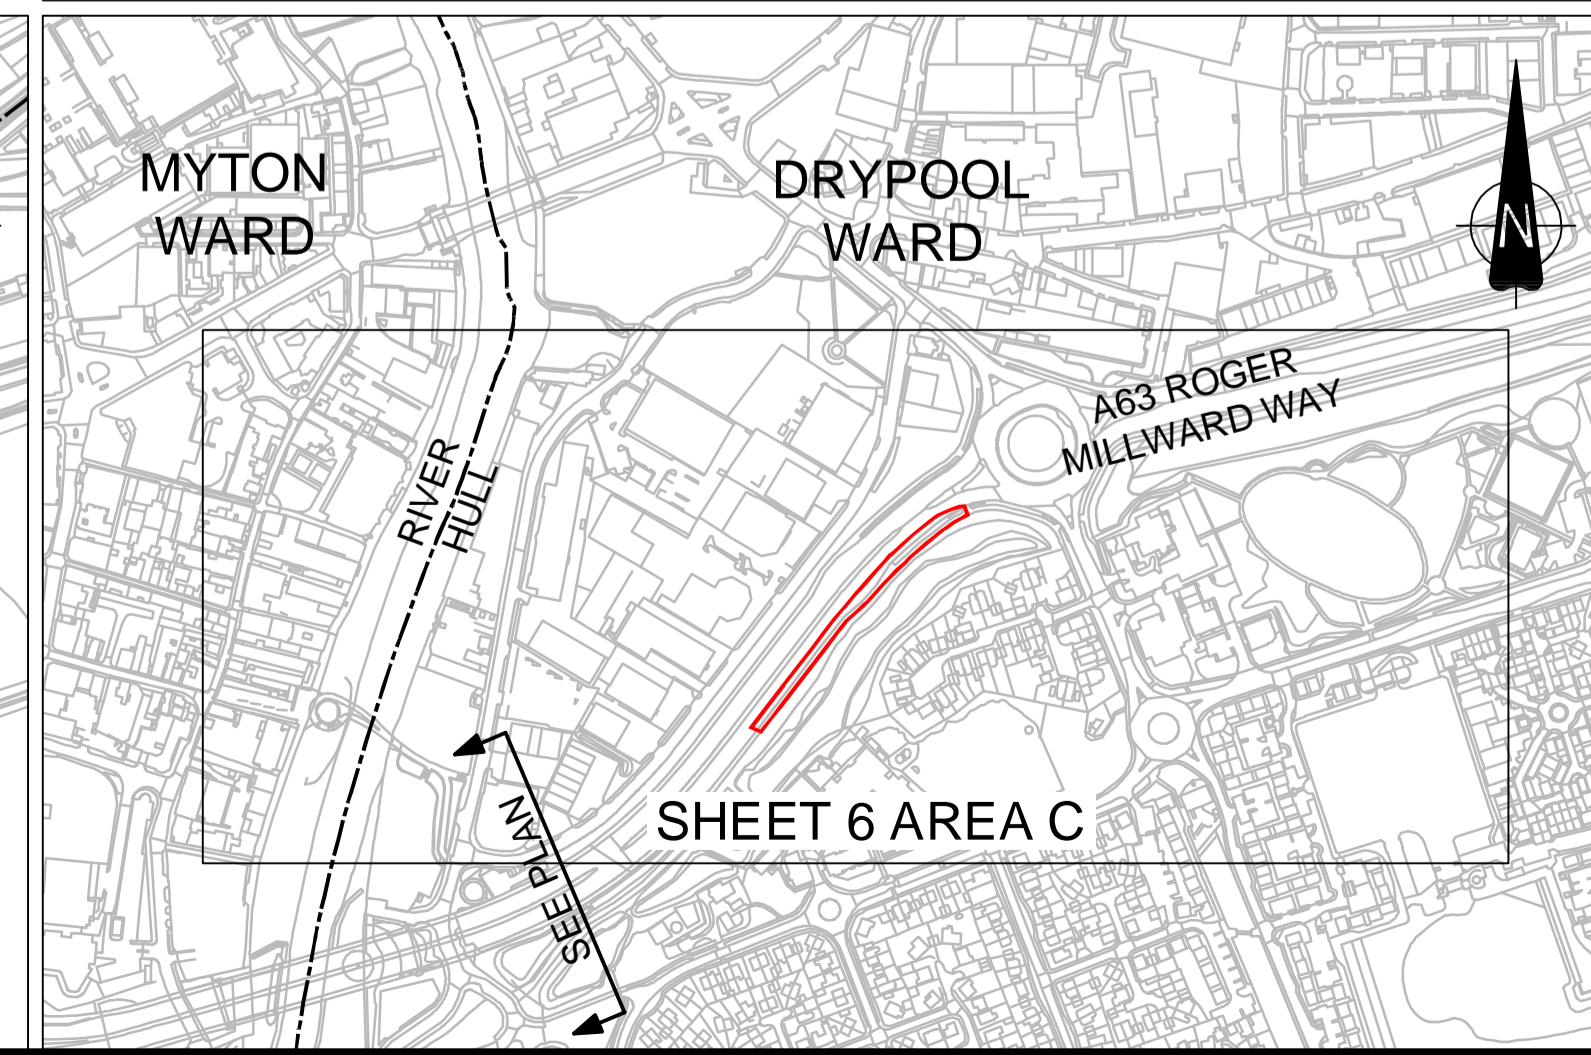 MYTON
WARD
DRYPOOL
WARD
N
A63 ROGER
MILLWARD WAY
RIVER
HULL
SEE PLAN
SHEET 6 AREA C